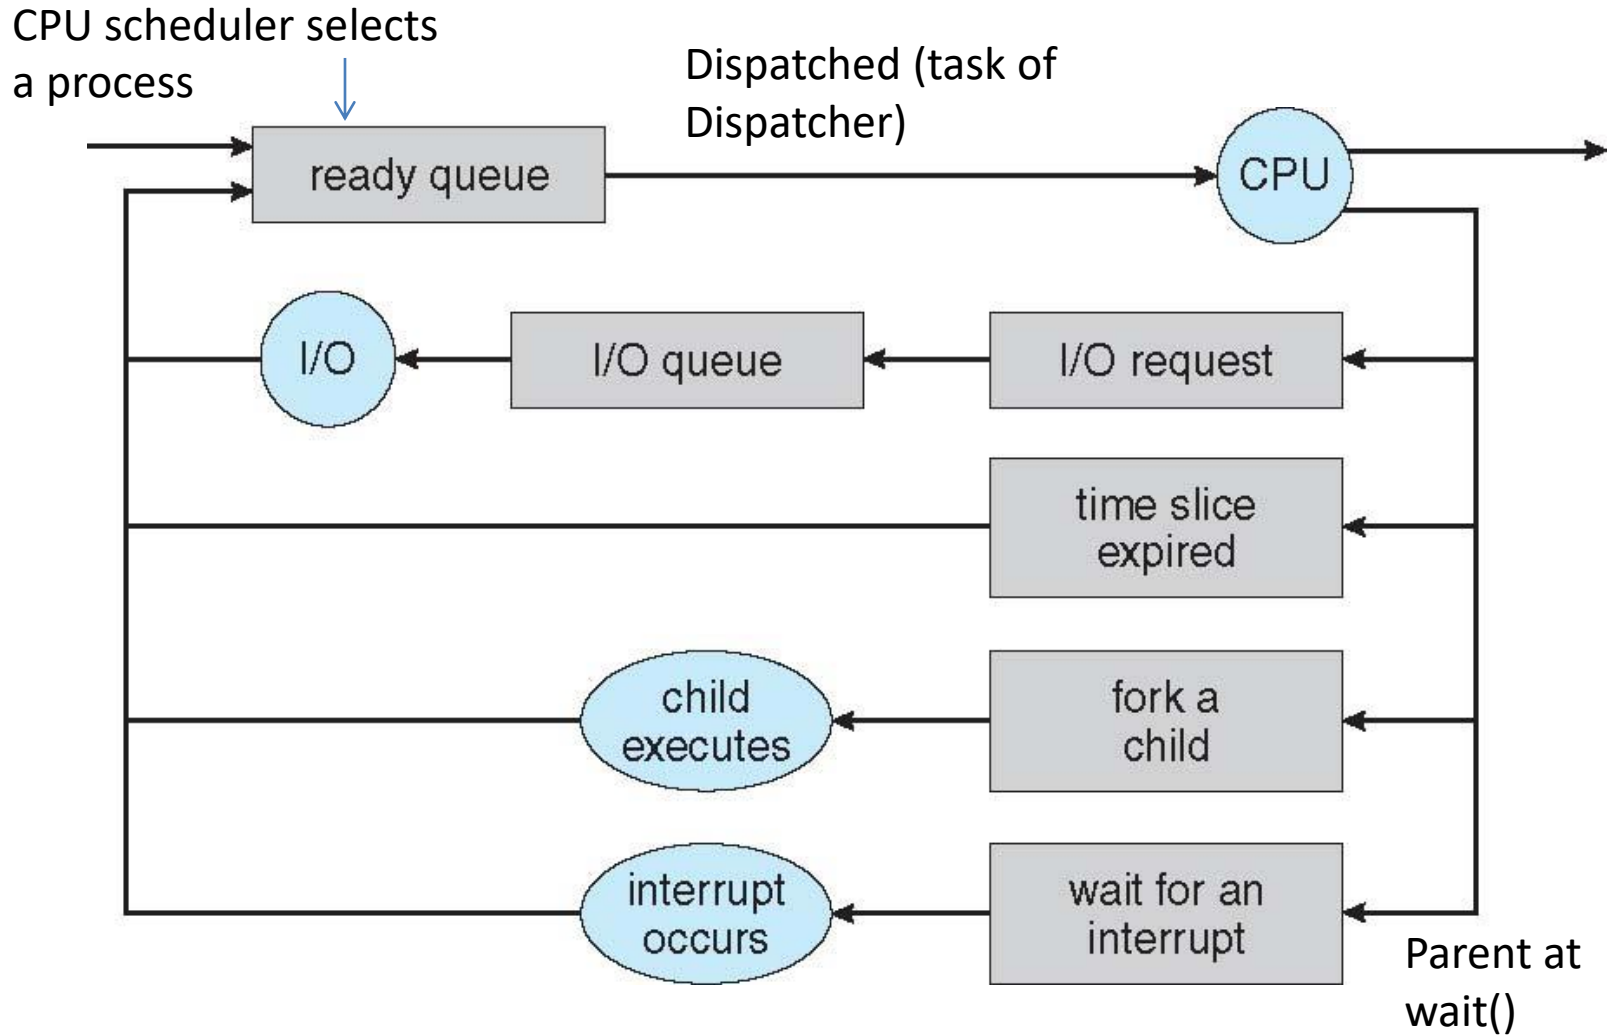 CPU scheduler selects
a process
Dispatched (task of
Dispatcher)
ready queue
CPU
I/O
I/O queue
I/O request
time slice
expired
child
executes
fork a
child
interrupt
occurs
wait for an
interrupt
Parent at
wait()